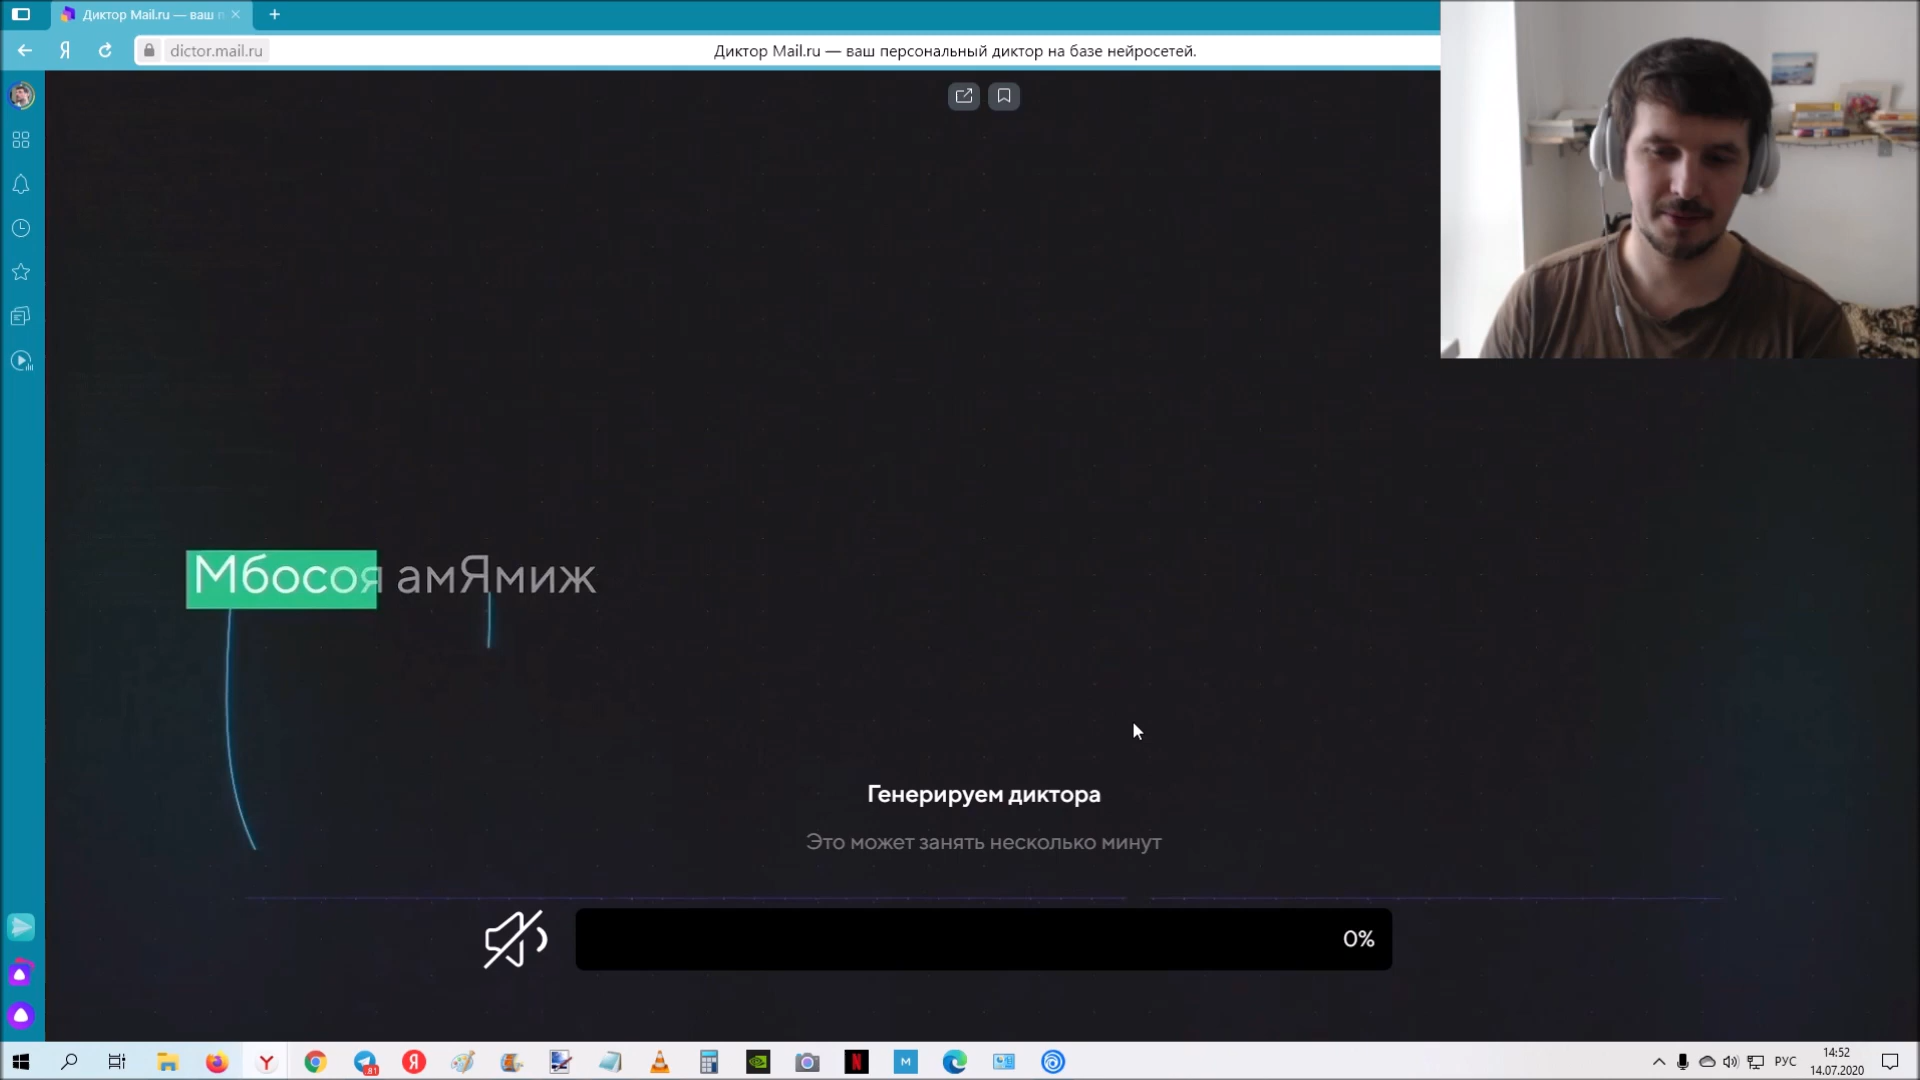 Диктор Mail.ru — ваш п
dictor.mail.ru
Диктор Mail.ru — ваш персональный диктор на базе нейросетей.
Мбосоя амЯмиж
Генерируем диктора
Это может занять несколько минут
0%
81
РУС
14:52
14.07.2020